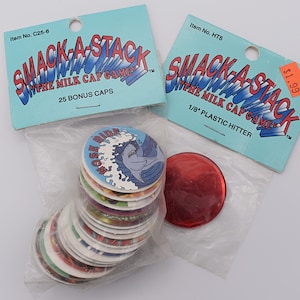 Item No. C25-6
SMACK-A-STACK
THE MILK CAP GAME
25 BONUS CAPS
Item No. HT5
SMACK-A-STACK
THE MILK CAP GAME
1/8" PLASTIC HITTER